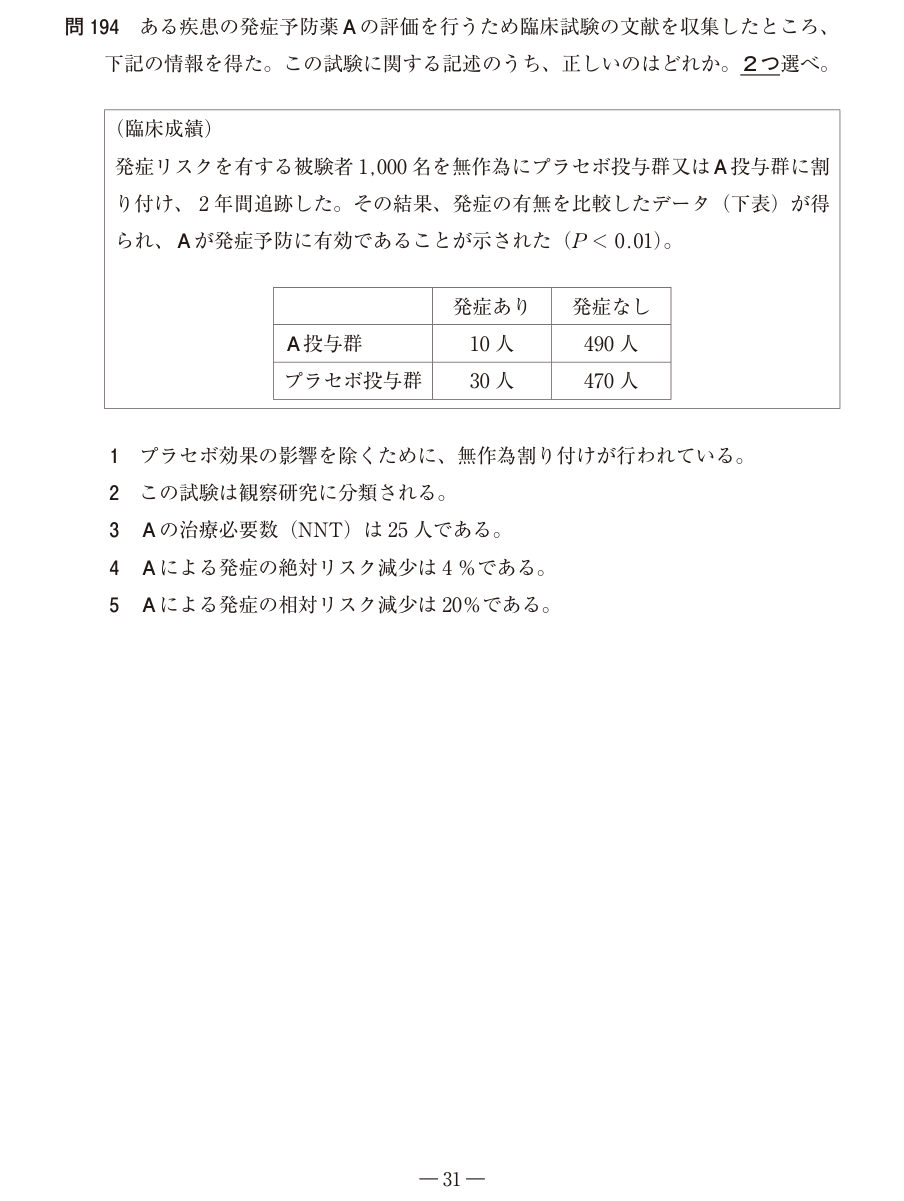 問 194 ある疾患の発症予防薬Aの評価を行うため臨床試験の文献を収集したところ、
下記の情報を得た。この試験に関する記述のうち、正しいのはどれか。2つ選べ。
(臨床成績)
発症リスクを有する被験者 1,000 名を無作為にプラセボ投与群又はA投与群に割
り付け、2 年間追跡した。その結果、発症の有無を比較したデータ(下表)が得
られ、Aが発症予防に有効であることが示された(P < 0.01)。
発症あり 発症なし
A投与群 10 人 490 人
プラセボ投与群 30 人 470 人
1 プラセボ効果の影響を除くために、無作為割り付けが行われている。
2 この試験は観察研究に分類される。
3 Aの治療必要数(NNT)は 25 人である。
4 Aによる発症の絶対リスク減少は 4 %である。
5 Aによる発症の相対リスク減少は 20%である。
— 31 —